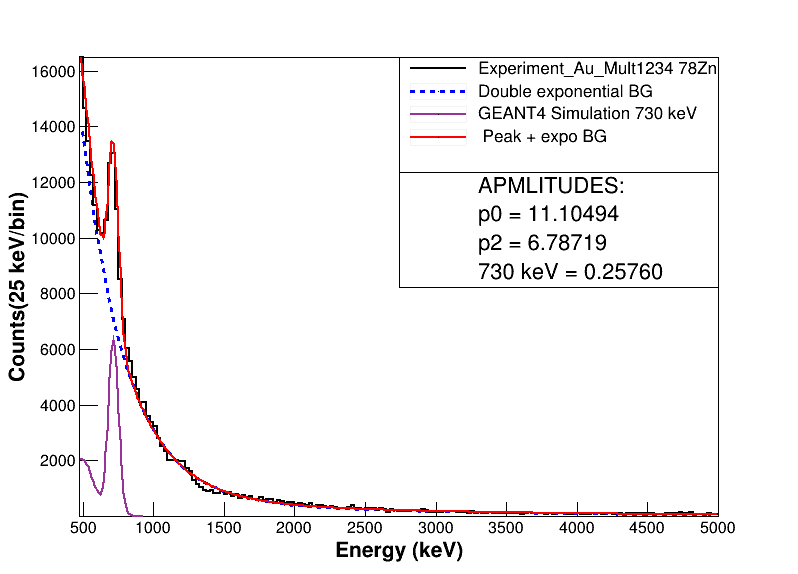 Experiment_Au_Mult1234 78Zn
Double exponential BG
GEANT4 Simulation 730 keV
Peak + expo BG
APMLITUDES:
p0 = 11.10494
p2 = 6.78719
730 keV = 0.25760
Counts(25 keV/bin)
16000
14000
12000
10000
8000
6000
4000
2000
500 1000 1500 2000 2500 3000 3500 4000 4500 5000
Energy (keV)